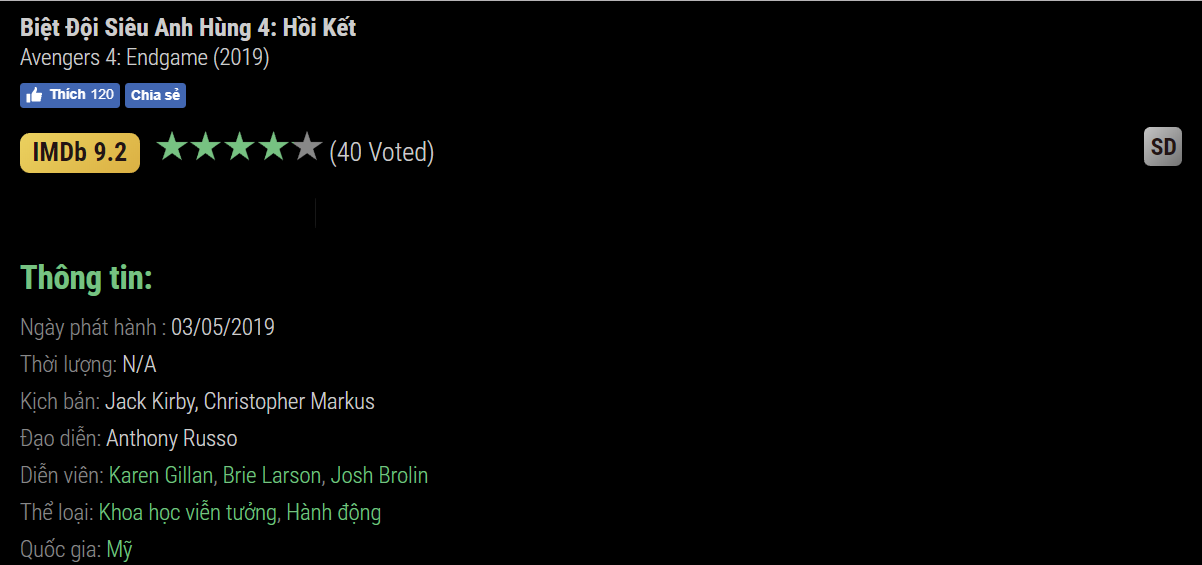 Biệt Đội Siêu Anh Hùng 4: Hồi Kết
Avengers 4: Endgame (2019)
Thích 120 Chia sẻ
IMDb 9.2 (40 Voted) SD
Thông tin:
Ngày phát hành : 03/05/2019
Thời lượng: N/A
Kịch bản: Jack Kirby, Christopher Markus
Đạo diễn: Anthony Russo
Diễn viên: Karen Gillan, Brie Larson, Josh Brolin
Thể loại: Khoa học viễn tưởng, Hành động
Quốc gia: Mỹ